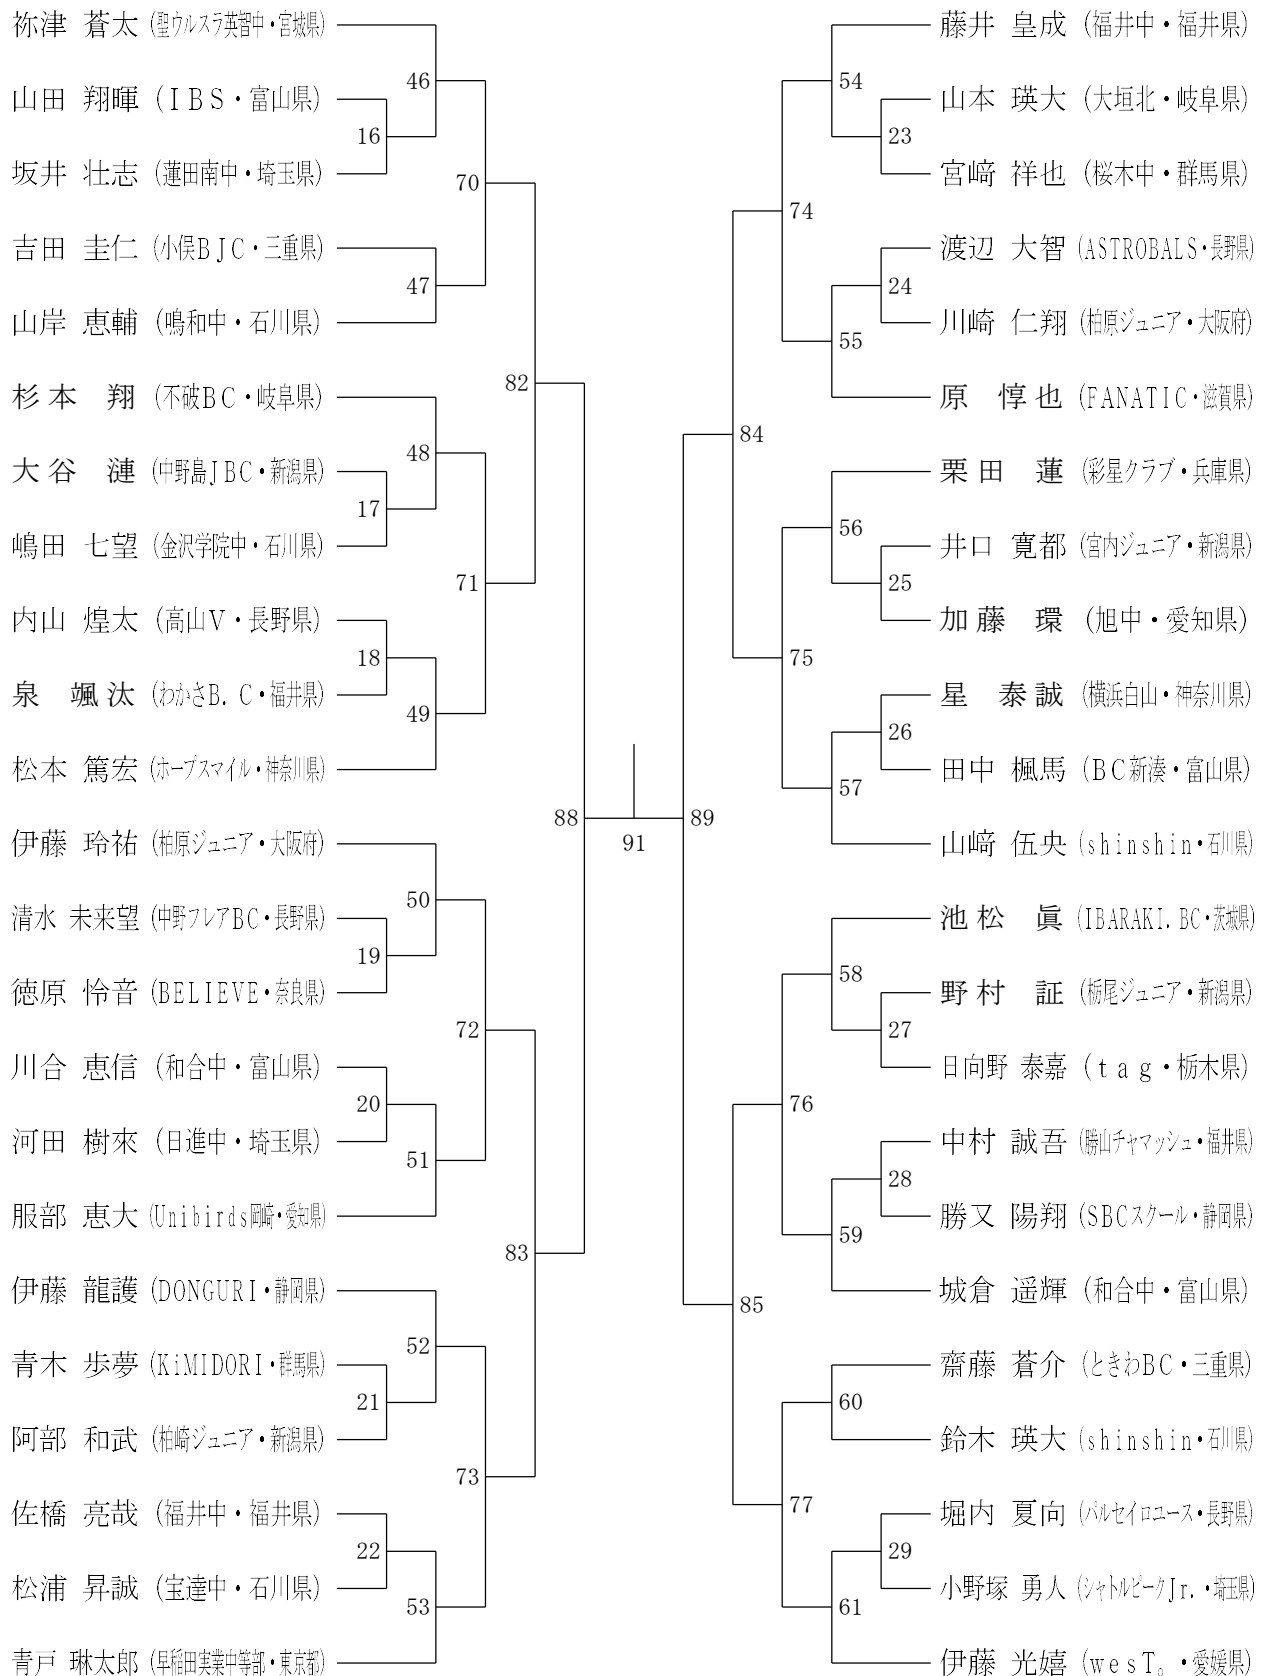 祢津 蒼太 (聖ウルスラ英智中・宮城県)
山田 翔暉 (IBS・富山県)
坂井 壮志 (蓮田南中・埼玉県)
吉田 圭仁 (小俣BJC・三重県)
山岸 恵輔 (鳴和中・石川県)
杉本 翔 (不破BC・岐阜県)
大谷 漣 (中野島JBC・新潟県)
嶋田 七望 (金沢学院中・石川県)
内山 煌太 (高山V・長野県)
泉 颯汰 (わかさB.C・福井県)
松本 篤宏 (ホープスマイル・神奈川県)
伊藤 玲祐 (柏原ジュニア・大阪府)
清水 未来望 (中野フレアBC・長野県)
徳原 怜音 (BELIEVE・奈良県)
川合 恵信 (和合中・富山県)
河田 樹來 (日進中・埼玉県)
服部 恵大 (Unibirds岡崎・愛知県)
伊藤 龍護 (DONGURI・静岡県)
青木 歩夢 (KiMIDORI・群馬県)
阿部 和武 (柏崎ジュニア・新潟県)
佐橋 亮哉 (福井中・福井県)
松浦 昇誠 (宝達中・石川県)
青戸 琳太郎 (早稲田実業中等部・東京都)
16
17
18
19
20
21
22
46
47
48
49
50
51
52
53
70
71
72
73
82
83
88
91
89
84
85
74
75
76
77
54
55
56
57
58
59
60
61
23
24
25
26
27
28
29
藤井 皇成 (福井中・福井県)
山本 瑛大 (大垣北・岐阜県)
宮﨑 祥也 (桜木中・群馬県)
渡辺 大智 (ASTROBALS・長野県)
川崎 仁翔 (柏原ジュニア・大阪府)
原 惇也 (FANATIC・滋賀県)
栗田 蓮 (彩星クラブ・兵庫県)
井口 寛都 (宮内ジュニア・新潟県)
加藤 環 (旭中・愛知県)
星 泰誠 (横浜白山・神奈川県)
田中 楓馬 (BC新湊・富山県)
山﨑 伍央 (shinshin・石川県)
池松 眞 (IBARAKI.BC・茨城県)
野村 証 (栃尾ジュニア・新潟県)
日向野 泰嘉 (tag・栃木県)
中村 誠吾 (勝山チャマッシュ・福井県)
勝又 陽翔 (SBCスクール・静岡県)
城倉 遥輝 (和合中・富山県)
齋藤 蒼介 (ときわBC・三重県)
鈴木 瑛大 (shinshin・石川県)
堀内 夏向 (パルセイロユース・長野県)
小野塚 勇人 (シャトルピークJr.・埼玉県)
伊藤 光嬉 (wesT。・愛媛県)